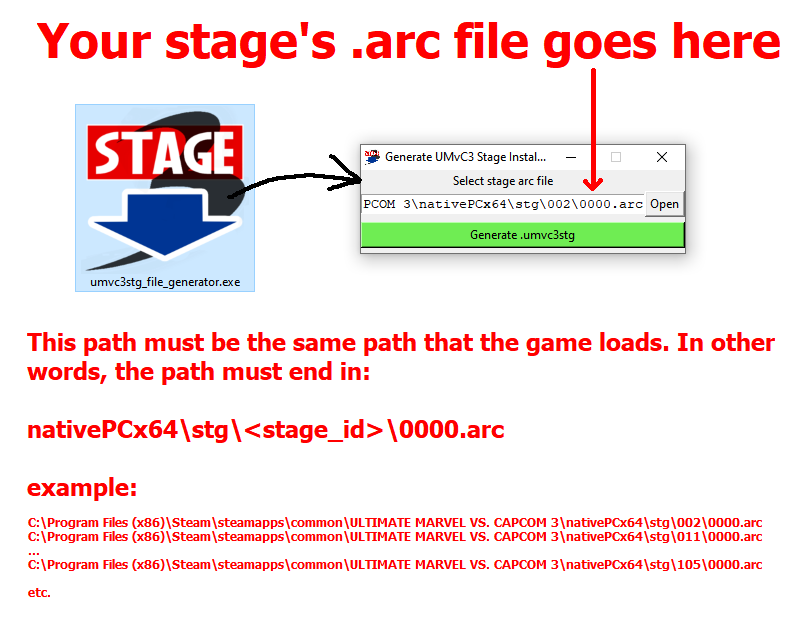 Your stage's .arc file goes here
STAGE
umvc3stg_file_generator.exe
Generate UMvC3 Stage Instal...
Select stage arc file
PCOM 3\nativePCx64\stg\002\0000.arc
Open
Generate .umvc3stg
This path must be the same path that the game loads. In other
words, the path must end in:
nativePCx64\stg\<stage_id>\0000.arc
example:
C:\Program Files (x86)\Steam\steamapps\common\ULTIMATE MARVEL VS. CAPCOM 3\nativePCx64\stg\002\0000.arc
C:\Program Files (x86)\Steam\steamapps\common\ULTIMATE MARVEL VS. CAPCOM 3\nativePCx64\stg\011\0000.arc
...
C:\Program Files (x86)\Steam\steamapps\common\ULTIMATE MARVEL VS. CAPCOM 3\nativePCx64\stg\105\0000.arc
etc.